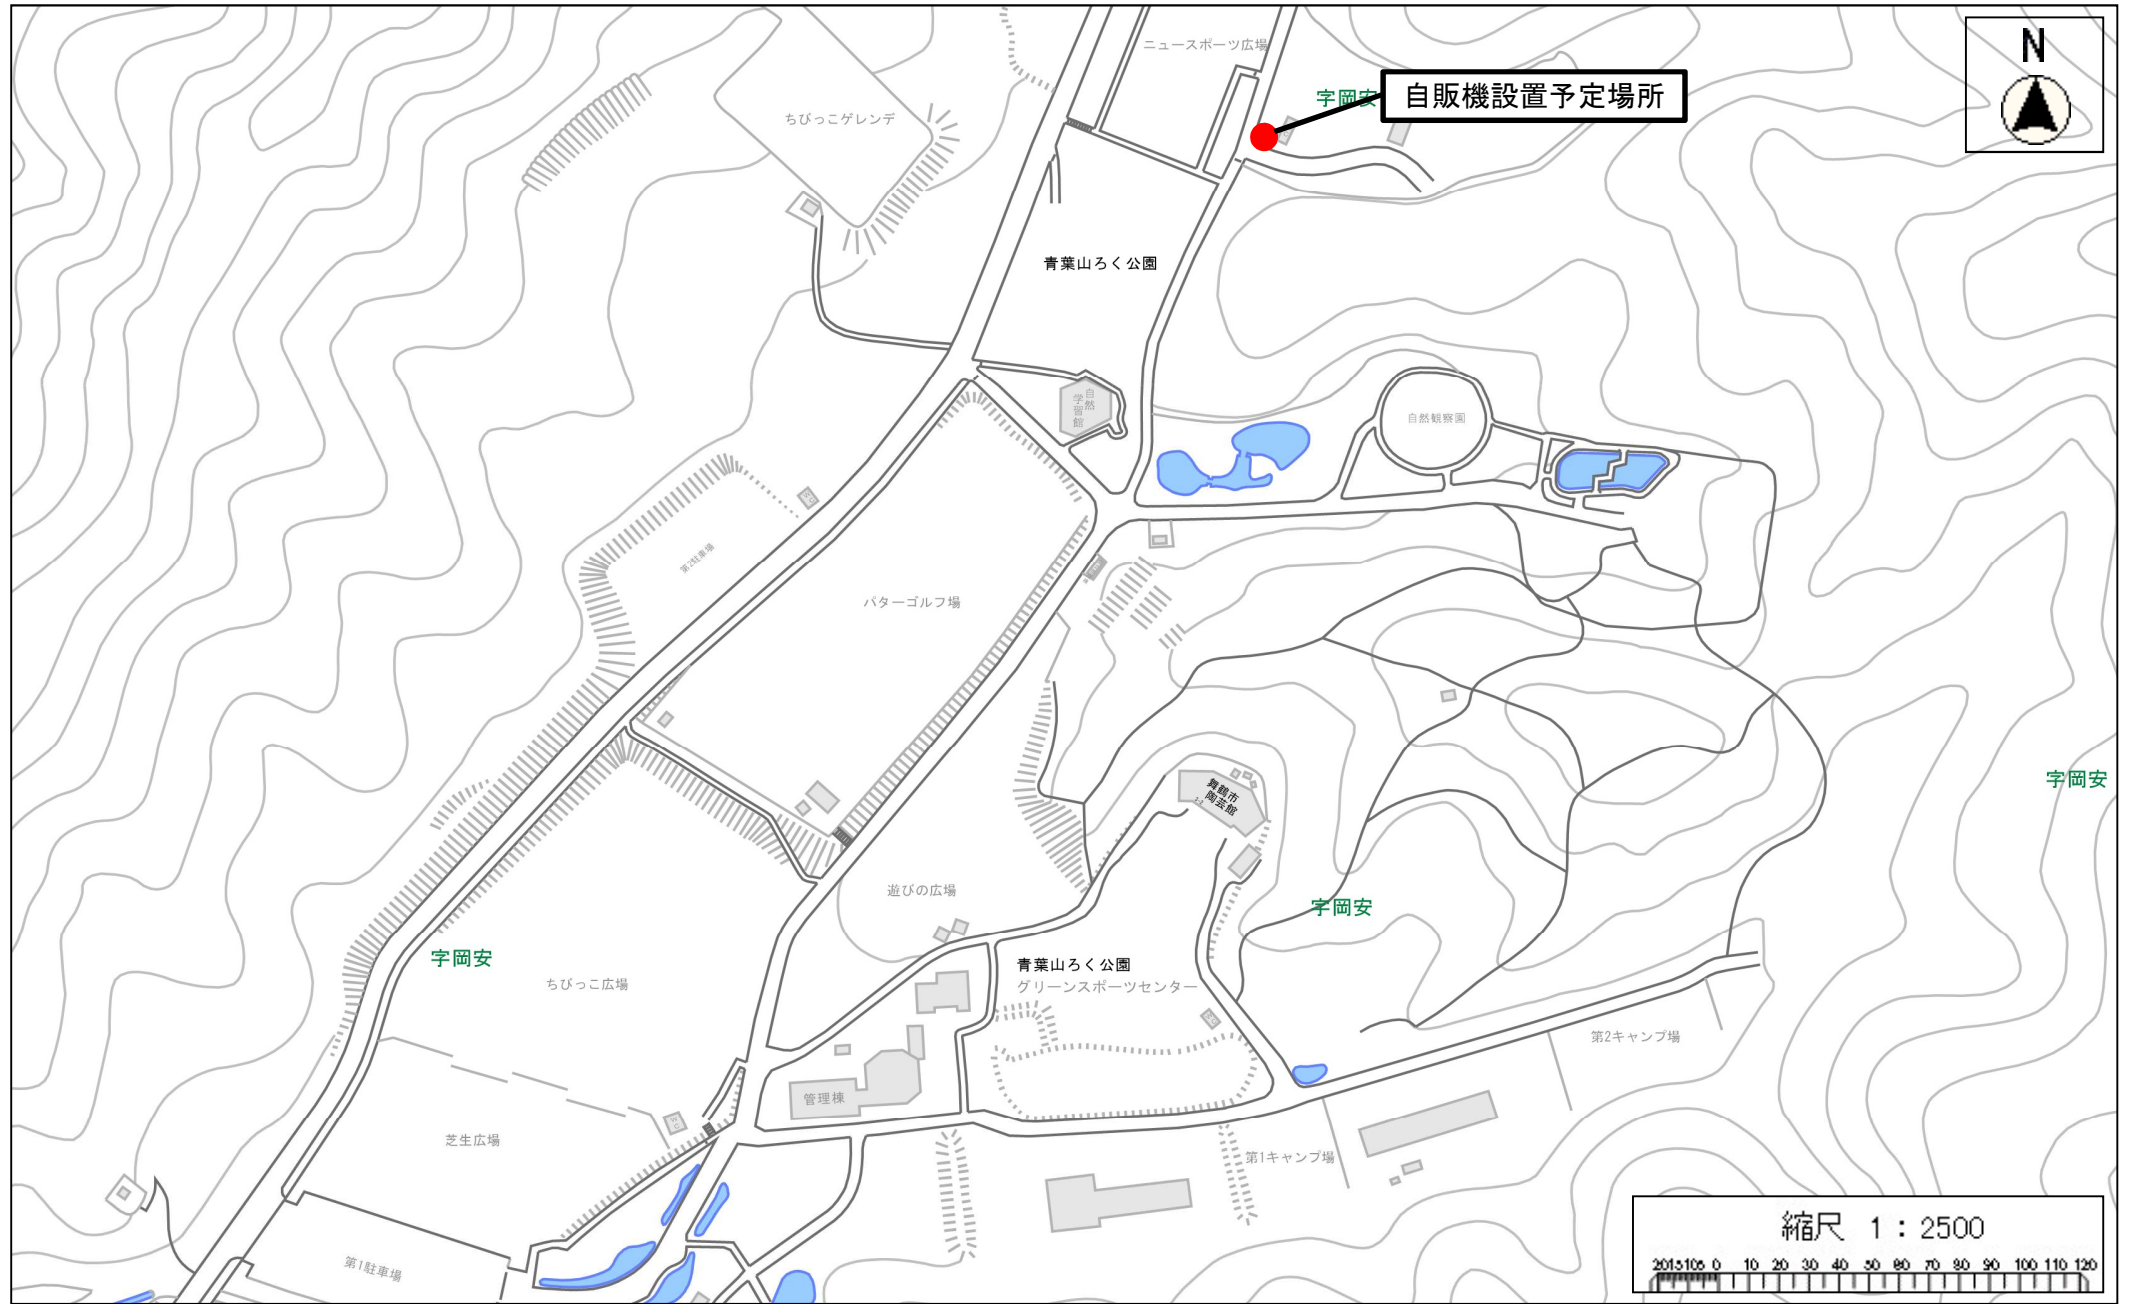 ニュースポーツ広場
N
字岡安
自販機設置予定場所
ちびっこゲレンデ
青葉山ろく公園
自然
学習館
自然観察園
WC
第2駐車場
パターゴルフ場
舞鶴市
陶芸館
字岡安
遊びの広場
字岡安
字岡安
青葉山ろく公園
グリーンスポーツセンター
ちびっこ広場
WC
第2キャンプ場
管理棟
WC
芝生広場
第1キャンプ場
第1駐車場
縮尺 1：2500
2015105 0 10 20 30 40 50 60 70 80 90 100 110 120